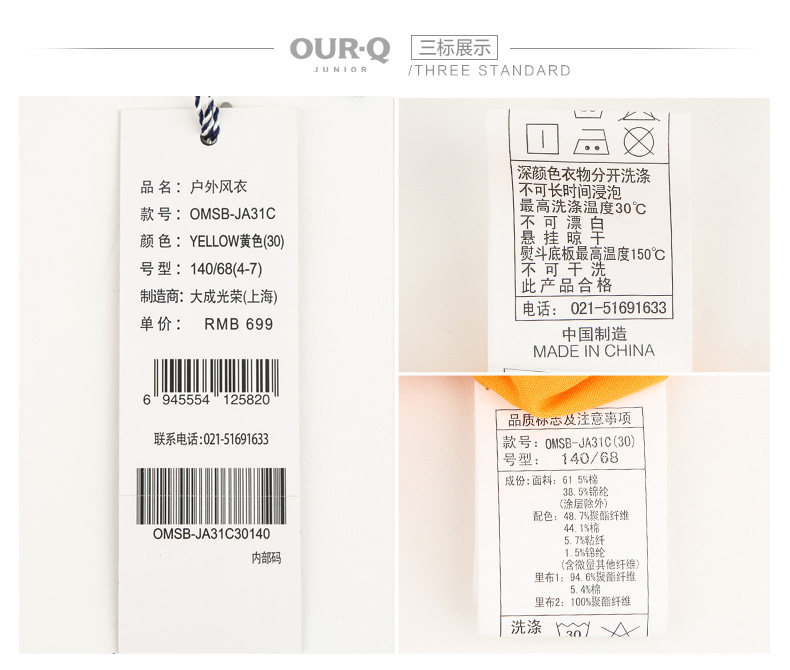 OUR·Q
JUNIOR
三标展示
/THREE STANDARD
品 名： 户外风衣
款 号： OMSB-JA31C
颜 色： YELLOW黄色(30)
号 型： 140/68(4-7)
制造商： 大成光荣(上海)
单 价： RMB 699
6 945554 125820
联系电话：021-51691633
OMSB-JA31C30140
内部码
深颜色衣物分开洗涤
不可长时间浸泡
最高洗涤温度30℃
不 可 漂 白
悬 挂 晾 干
熨斗底板最高温度150℃
不 可 干 洗
此 产 品 合 格
电话： 021-51691633
中国制造
MADE IN CHINA
品质标志及注意事项
款号： OMSB-JA31C(30)
号型： 140/68
成份：面料：61 5%棉
38.5%锦纶
(涂层除外)
配色：48.7%聚酯纤维
44.1%棉
5.7%粘纤
1.5%锦纶
(含微量其他纤维)
里布1：94.6%聚酯纤维
5.4%棉
里布2：100%聚酯纤维
洗涤
30